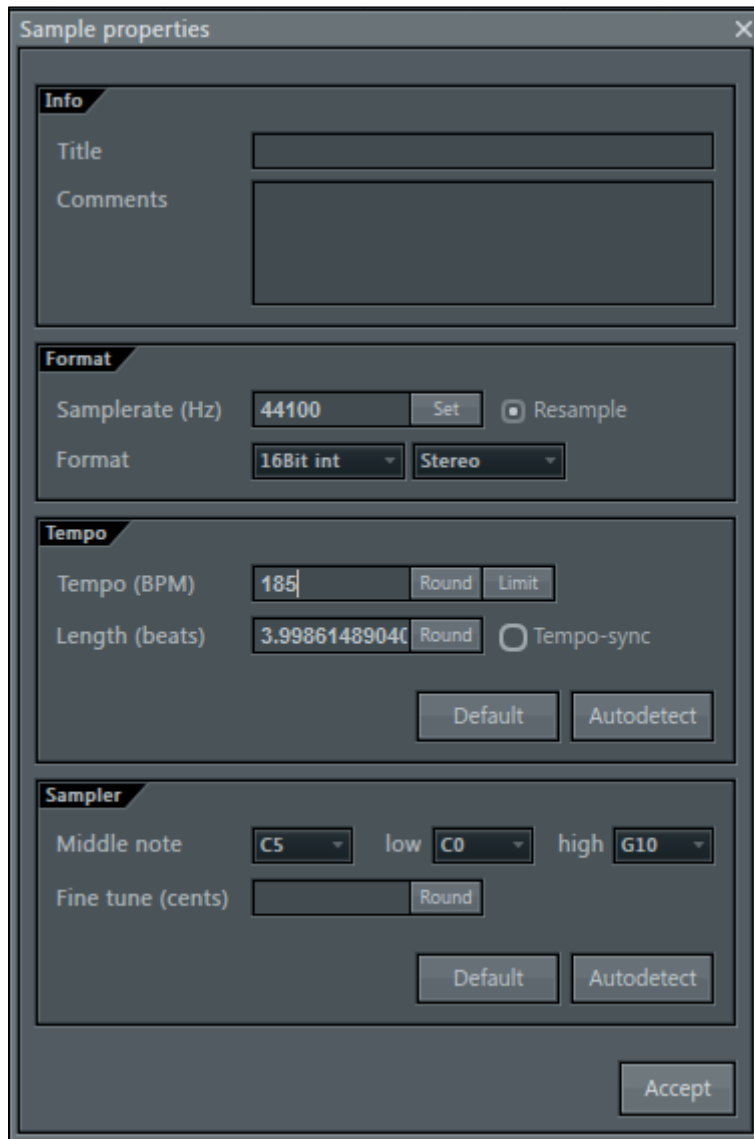 Sample properties
Info
Title
Comments
Format
Samplerate (Hz) 44100 Set Resample
Format 16Bit int Stereo
Tempo
Tempo (BPM) 185 Round Limit
Length (beats) 3.9986148904( Round Tempo-sync
Default Autodetect
Sampler
Middle note C5 low C0 high G10
Fine tune (cents) Round
Default Autodetect
Accept